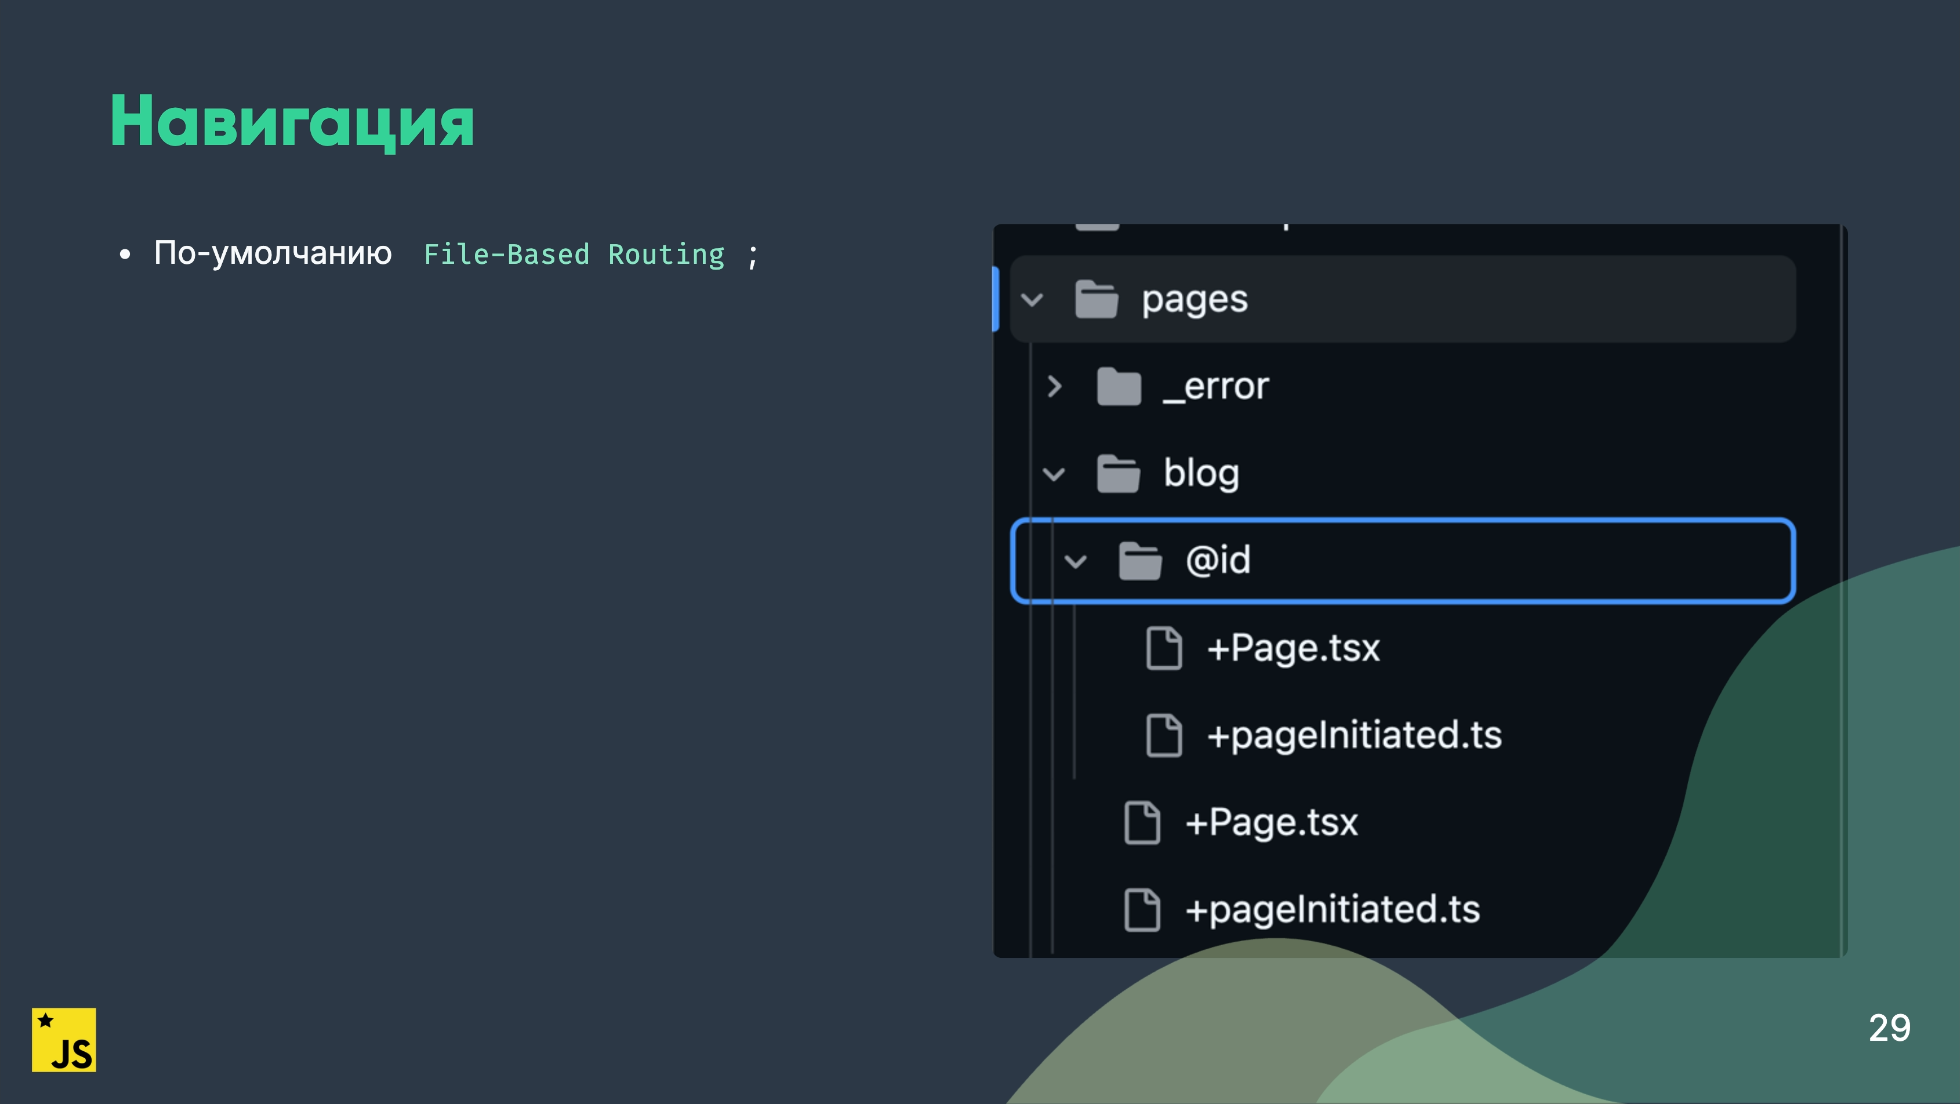 Навигация
• По-умолчанию File-Based Routing ;
pages
_error
blog
@id
+Page.tsx
+pageInitiated.ts
+Page.tsx
+pageInitiated.ts
JS
29